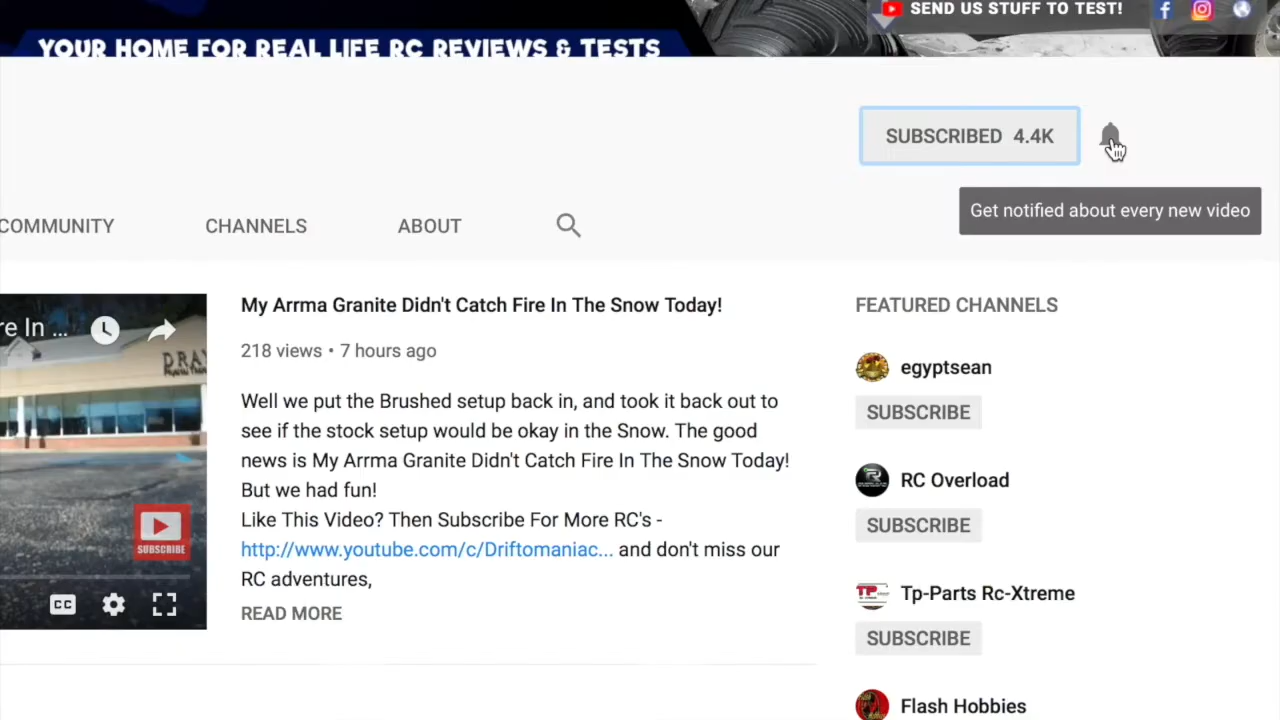 SEND US STUFF TO TEST!
YOUR HOME FOR REAL LIFE RC REVIEWS & TESTS
SUBSCRIBED 4.4K
Get notified about every new video
COMMUNITY
CHANNELS
ABOUT
re In ...
DRAY
SUBSCRIBE
CC
My Arrma Granite Didn't Catch Fire In The Snow Today!
218 views • 7 hours ago
Well we put the Brushed setup back in, and took it back out to
see if the stock setup would be okay in the Snow. The good
news is My Arrma Granite Didn't Catch Fire In The Snow Today!
But we had fun!
Like This Video? Then Subscribe For More RC's -
http://www.youtube.com/c/Driftomaniac... and don't miss our
RC adventures,
READ MORE
FEATURED CHANNELS
egyptsean
SUBSCRIBE
RC Overload
SUBSCRIBE
TP
Tp-Parts Rc-Xtreme
SUBSCRIBE
Flash Hobbies